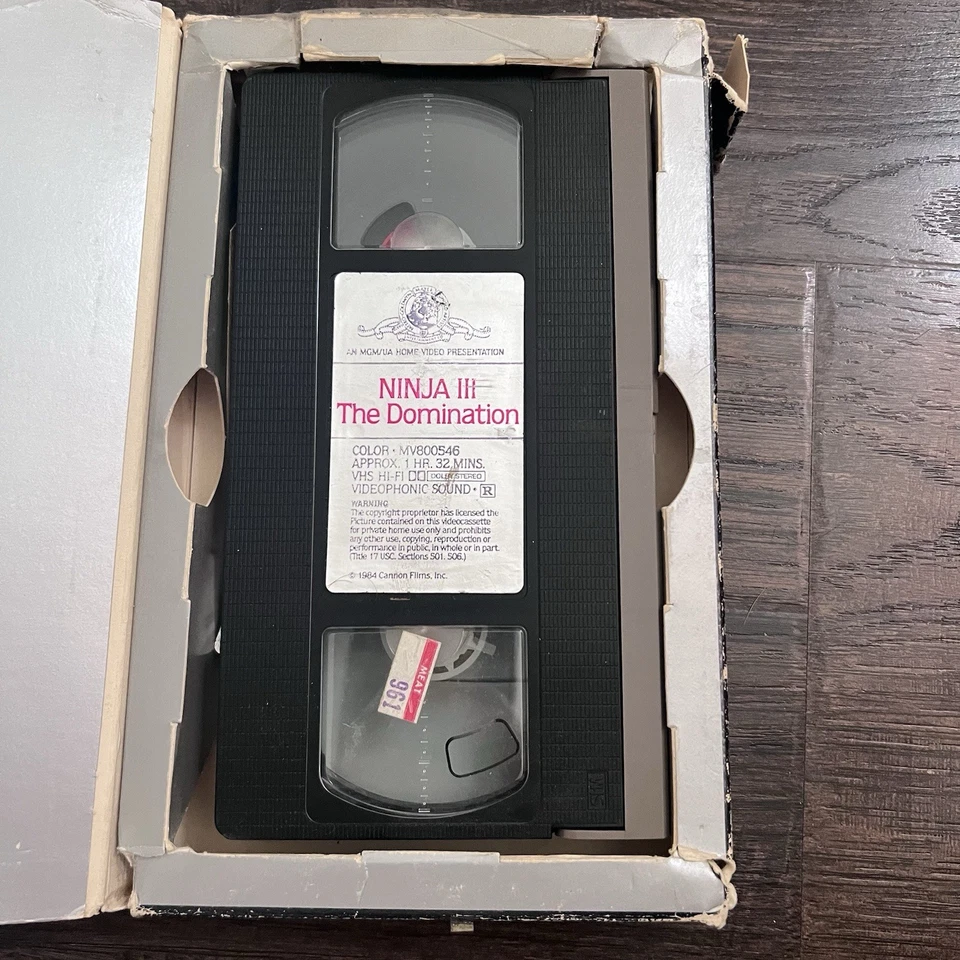 AN MGM/UA HOME VIDEO PRESENTATION
NINJA III
The Domination
COLOR • MV800546
APPROX. 1 HR. 32 MINS.
VHS HI-FI DOLBY STEREO
VIDEOPHONIC SOUND • R
WARNING
The copyright proprietor has licensed the
Picture contained on this videocassette
for private home use only and prohibits
any other use, copying, reproduction or
performance in public, in whole or in part.
(Title 17 USC. Sections 501. 506.)
© 1984 Cannon Films, Inc.
MEAT
961
VHS